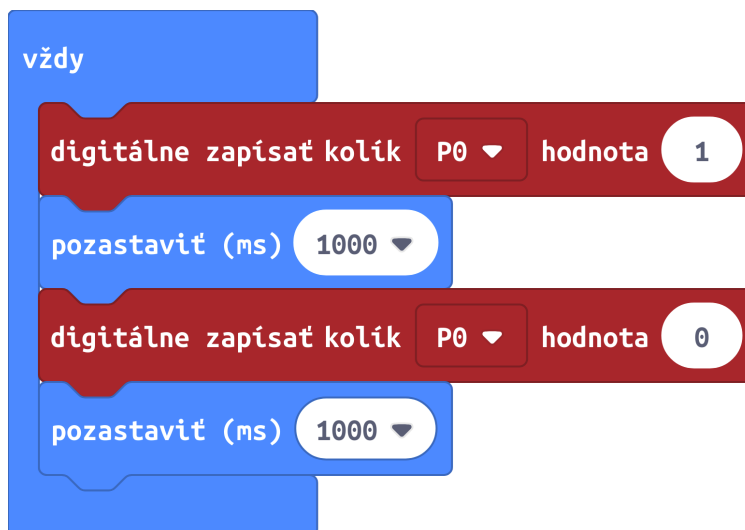 vždy
digitálne zapísať kolík P0 hodnota 1
pozastaviť (ms) 1000
digitálne zapísať kolík P0 hodnota 0
pozastaviť (ms) 1000